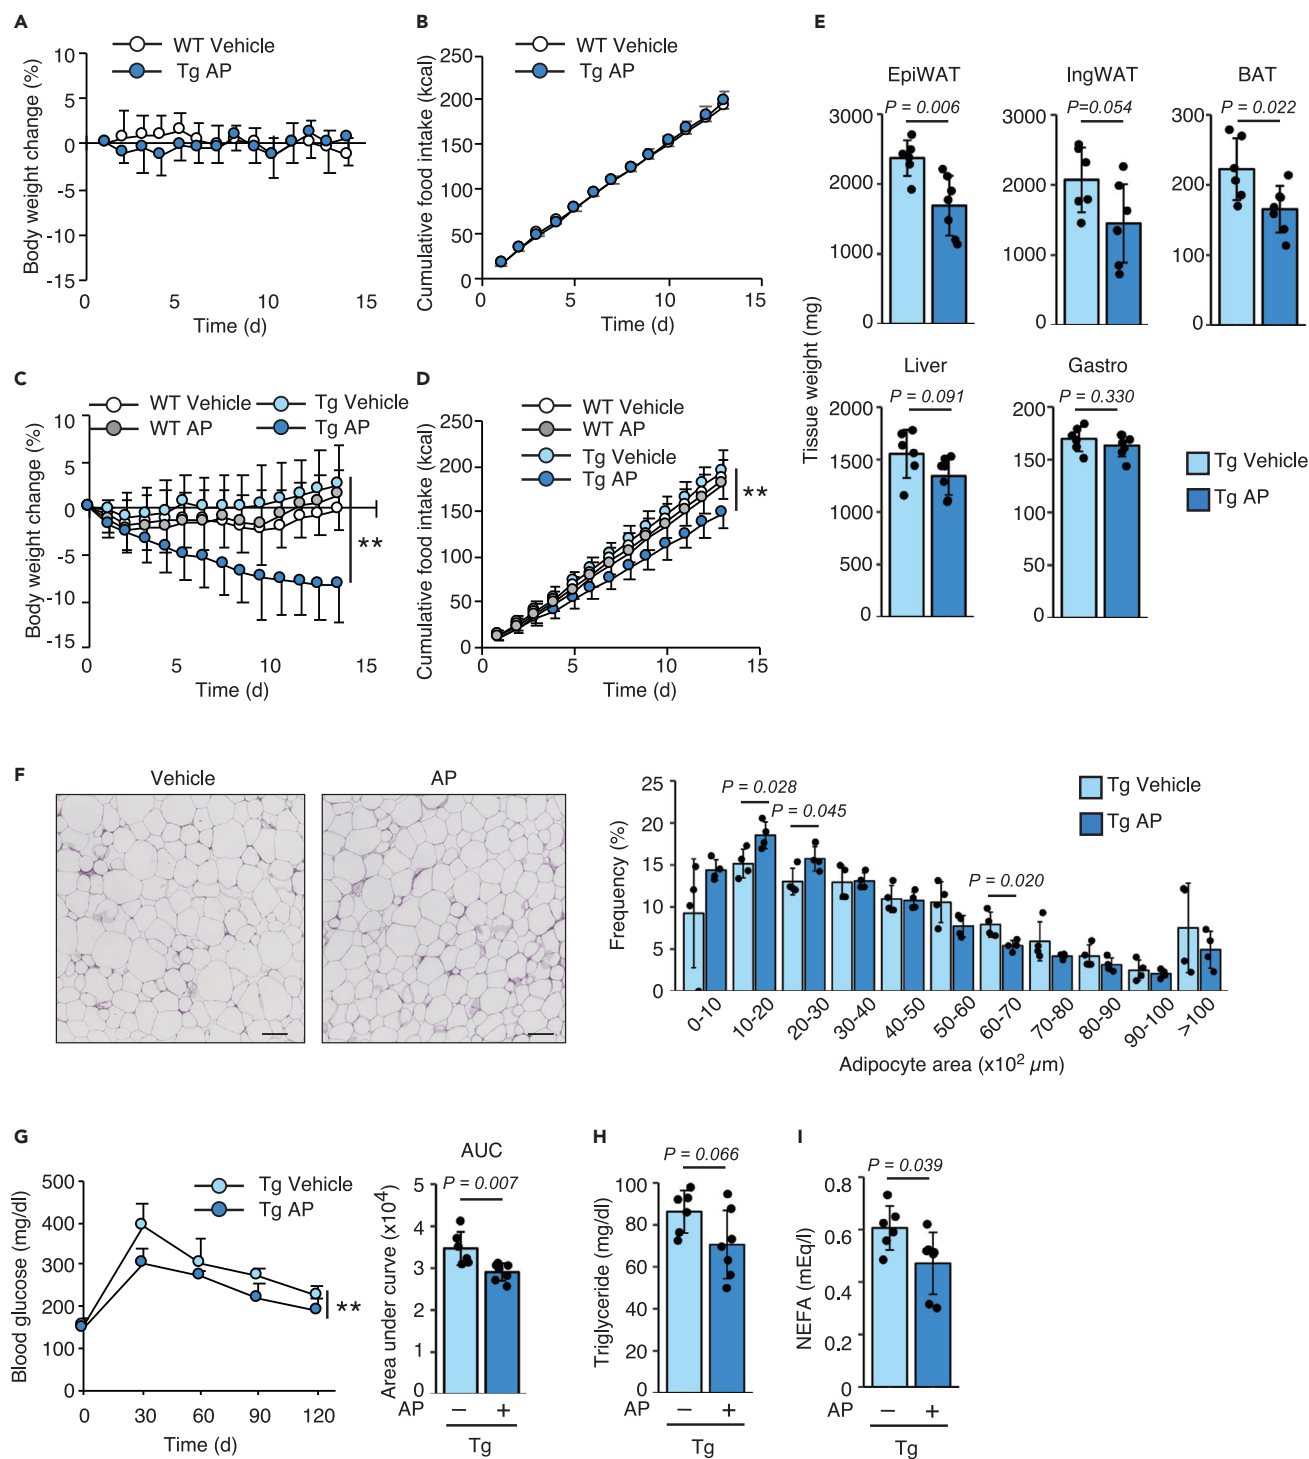 A
WT Vehicle
Tg AP
Body weight change (%)
10
5
0
-5
-10
-15
0
5
10
15
Time (d)
B
WT Vehicle
Tg AP
Cumulative food intake (kcal)
250
200
150
100
50
0
0
5
10
15
Time (d)
C
WT Vehicle
WT AP
Tg Vehicle
Tg AP
Body weight change (%)
10
5
0
-5
-10
-15
**
0
5
10
15
Time (d)
D
WT Vehicle
WT AP
Tg Vehicle
Tg AP
Cumulative food intake (kcal)
250
200
150
100
50
0
**
0
5
10
15
Time (d)
E
Tissue weight (mg)
EpiWAT
P = 0.006
3000
2000
1000
0
IngWAT
P=0.054
3000
2000
1000
0
BAT
P = 0.022
300
200
100
0
Liver
P = 0.091
2000
1500
1000
500
0
Gastro
P = 0.330
200
150
100
50
0
Tg Vehicle
Tg AP
F
Vehicle
AP
Frequency (%)
25
20
15
10
5
0
P = 0.028
P = 0.045
P = 0.020
Tg Vehicle
Tg AP
0-10
10-20
20-30
30-40
40-50
50-60
60-70
70-80
80-90
90-100
>100
Adipocyte area (x10² µm)
G
Blood glucose (mg/dl)
500
400
300
200
100
0
Tg Vehicle
Tg AP
**
0
30
60
90
120
Time (d)
AUC
P = 0.007
Area under curve (x10⁴)
5
4
3
2
1
0
AP
−
+
Tg
H
P = 0.066
Triglyceride (mg/dl)
100
80
60
40
20
0
AP
−
+
Tg
I
P = 0.039
NEFA (mEq/l)
0.8
0.6
0.4
0.2
0
AP
−
+
Tg